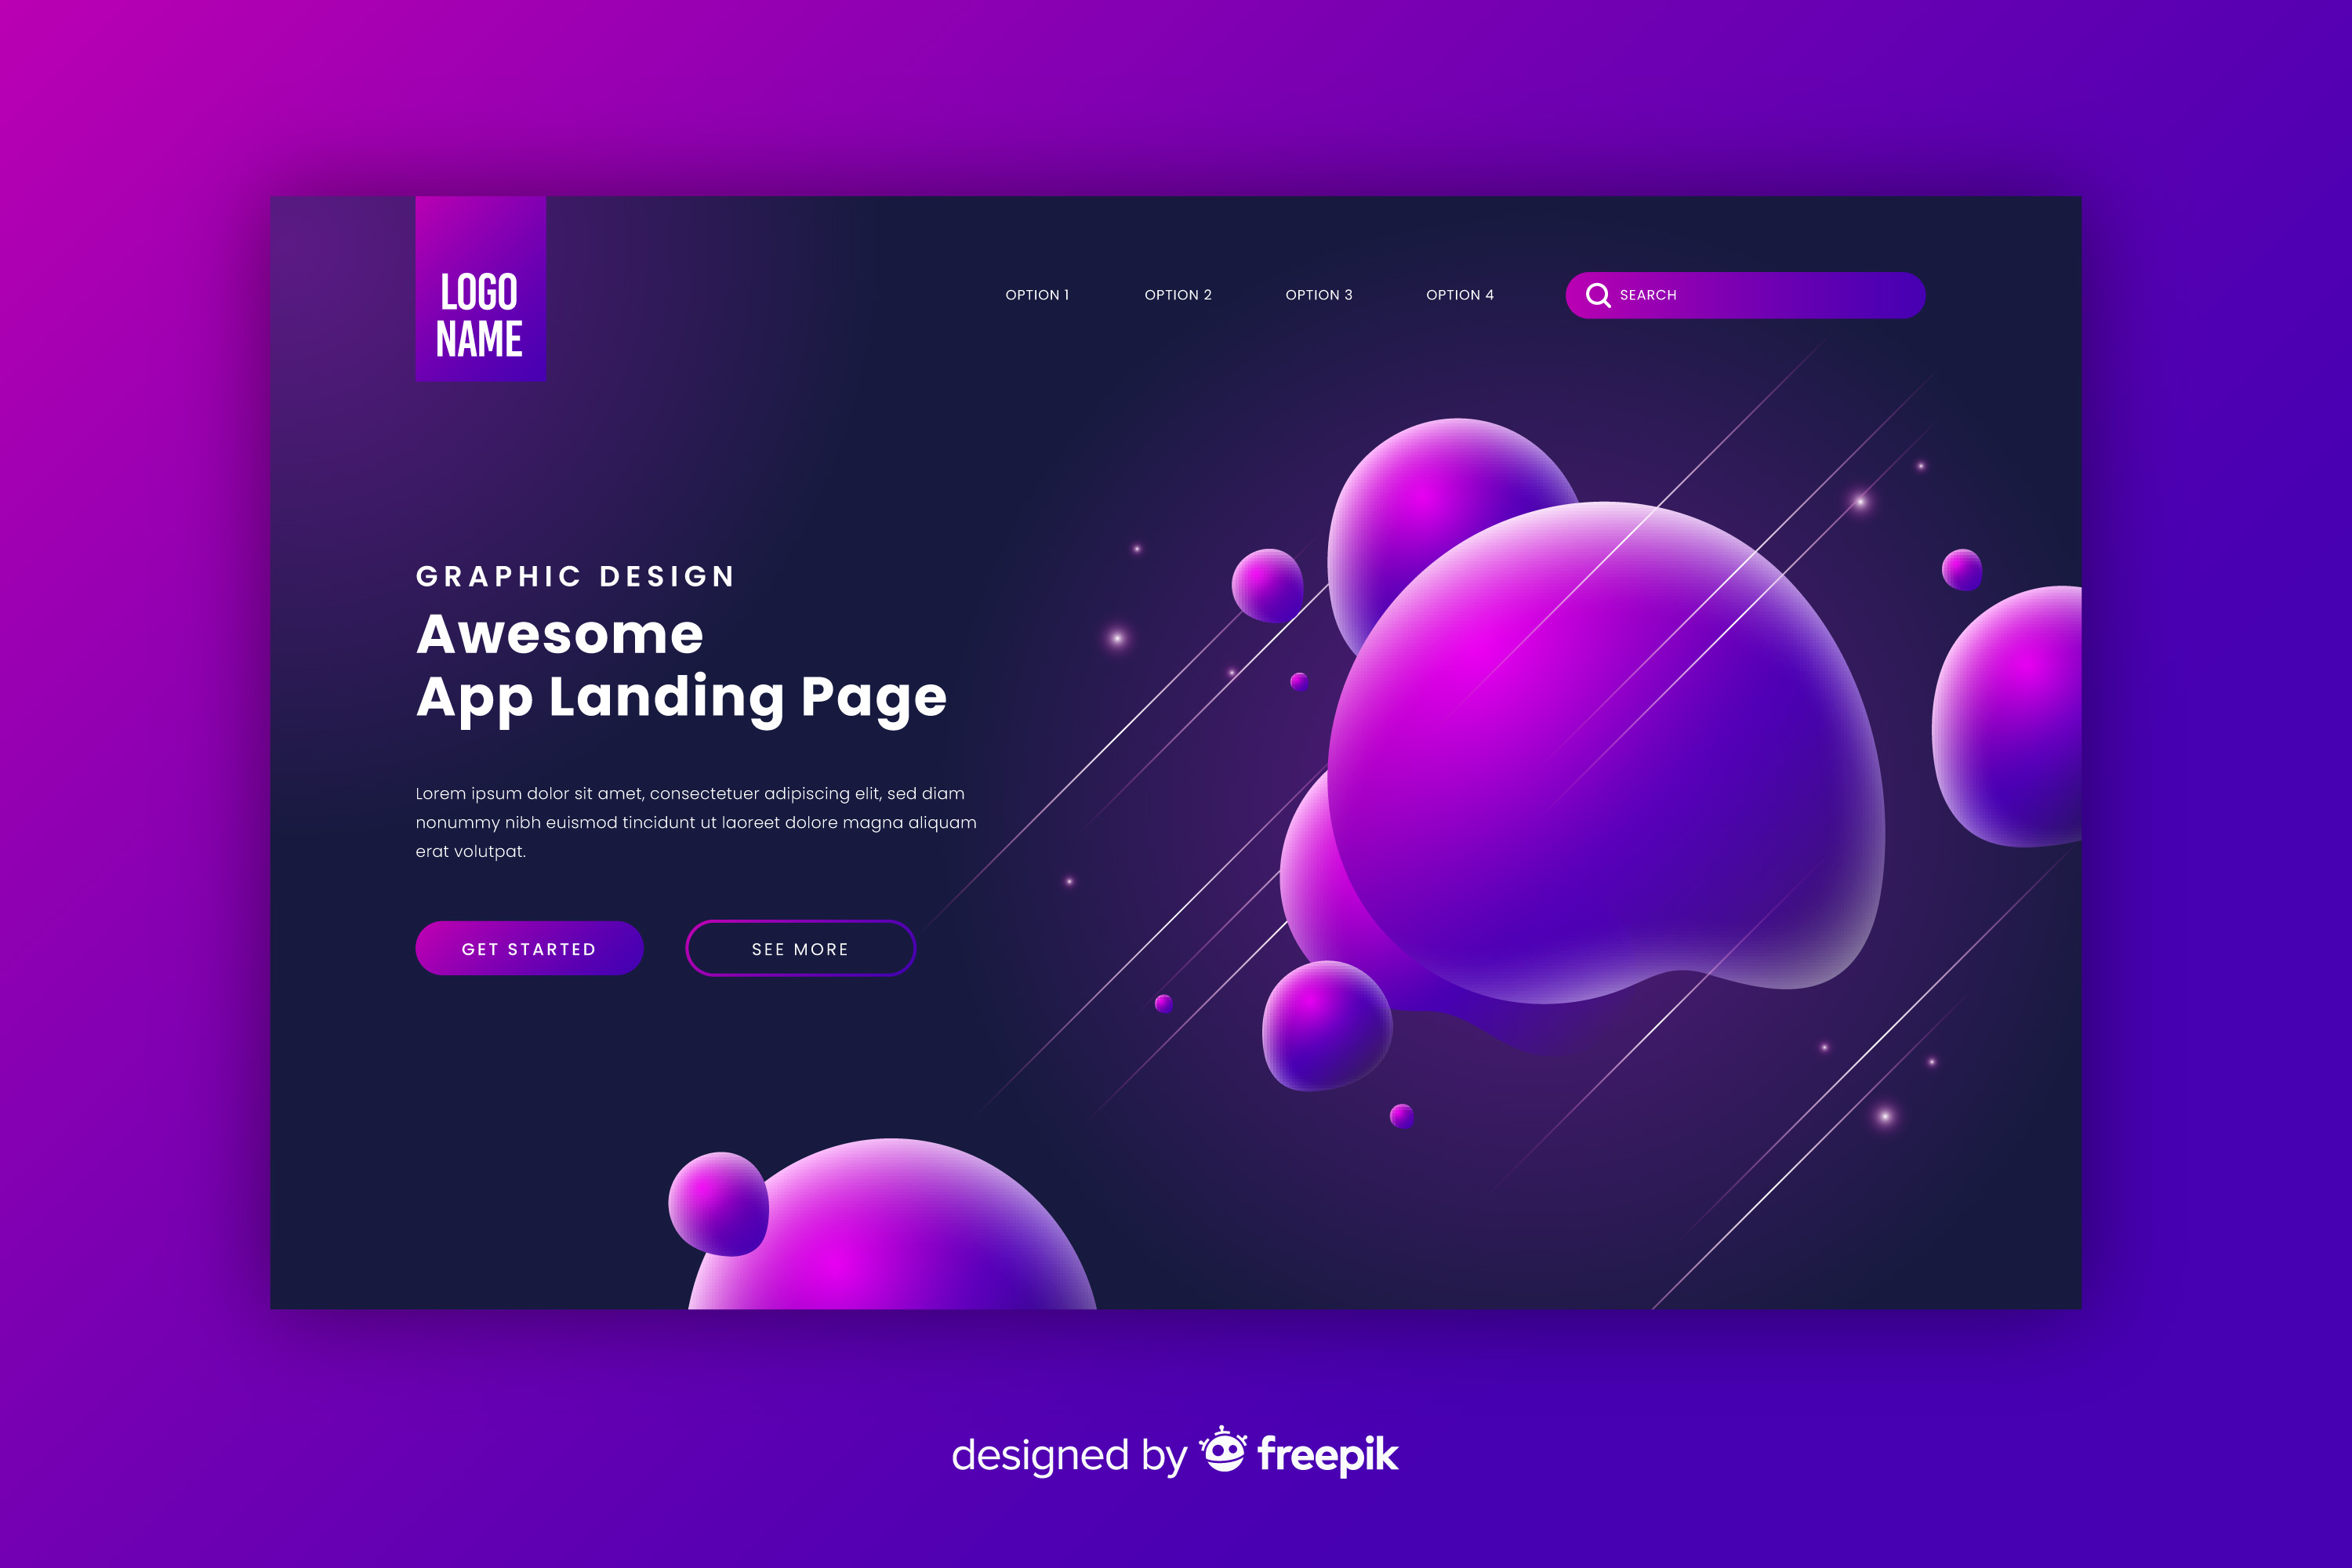 LOGO
NAME
OPTION 1
OPTION 2
OPTION 3
OPTION 4
SEARCH
GRAPHIC DESIGN
Awesome
App Landing Page
Lorem ipsum dolor sit amet, consectetuer adipiscing elit, sed diam
nonummy nibh euismod tincidunt ut laoreet dolore magna aliquam
erat volutpat.
GET STARTED
SEE MORE
designed by freepik